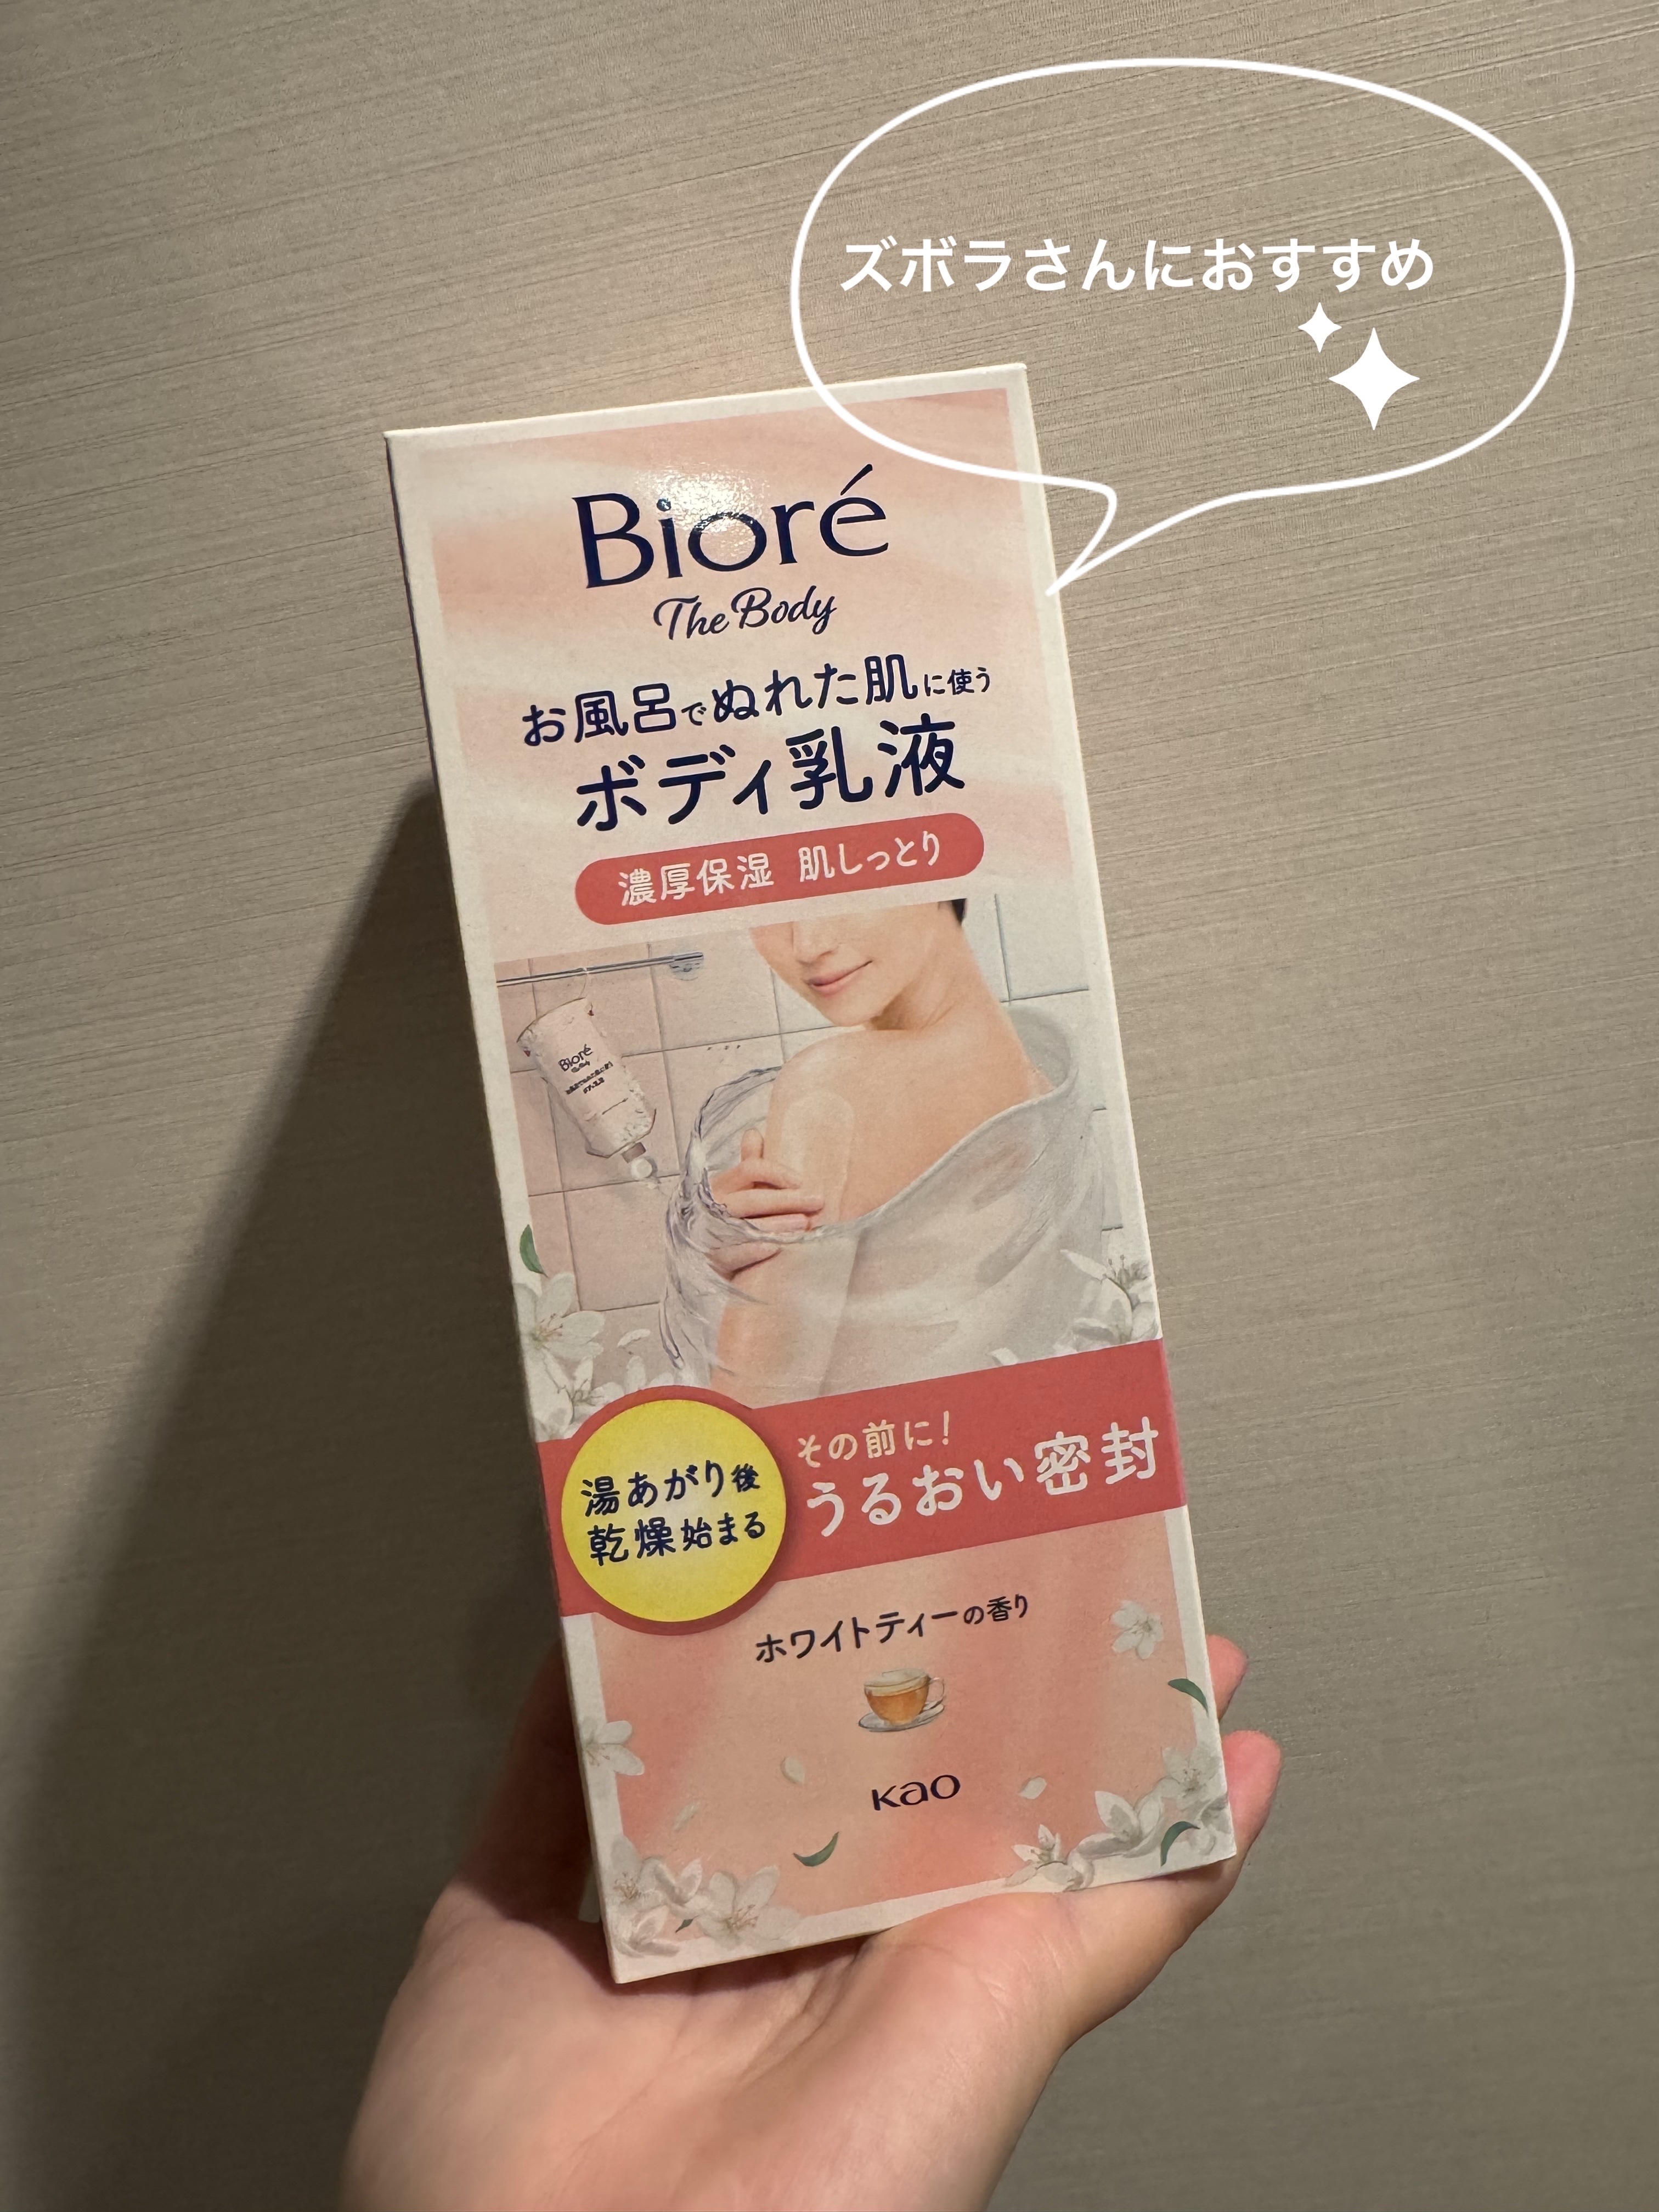 ズボラさんにおすすめ
Bioré
The Body
お風呂でぬれた肌に使う
ボディ乳液
濃厚保湿 肌しっとり
Bioré
湯あがり後
乾燥始まる
その前に!
うるおい密封
ホワイトティーの香り
Kao